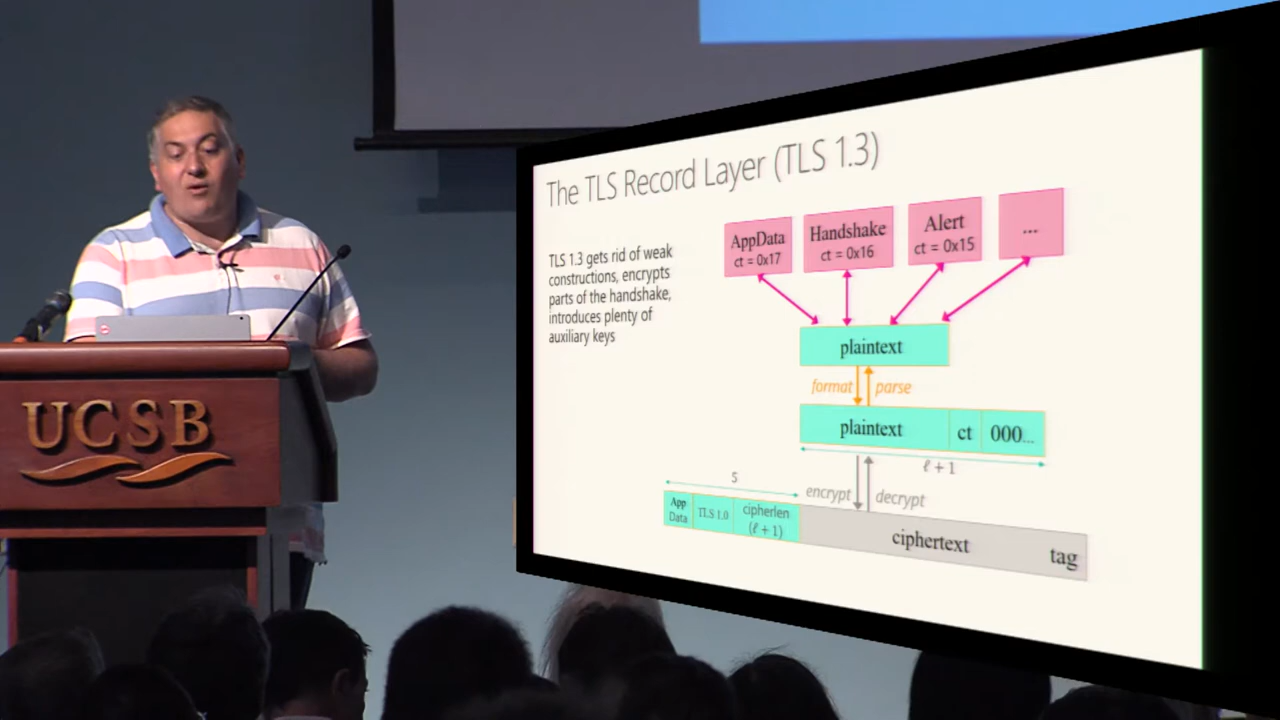 The TLS Record Layer (TLS 1.3)
TLS 1.3 gets rid of weak
constructions, encrypts
parts of the handshake,
introduces plenty of
auxiliary keys
AppData
ct = 0x17
Handshake
ct = 0x16
Alert
ct = 0x15
...
plaintext
format
parse
plaintext
ct
000...
ℓ + 1
encrypt
decrypt
5
App
Data
TLS 1.0
cipherlen
(ℓ + 1)
ciphertext
tag
UCSB